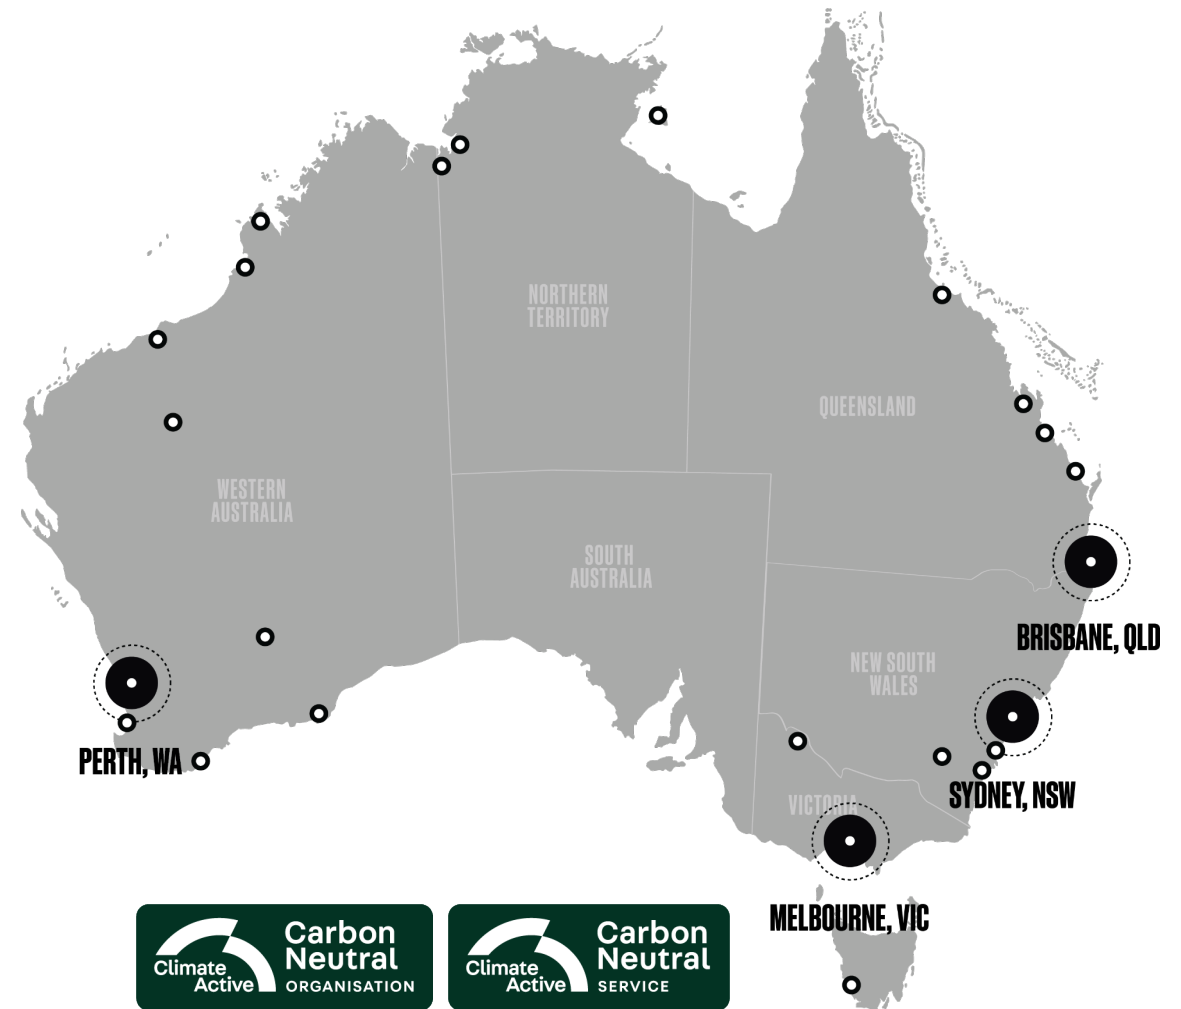 NORTHERN
TERRITORY
QUEENSLAND
WESTERN
AUSTRALIA
SOUTH
AUSTRALIA
BRISBANE, QLD
NEW SOUTH
WALES
PERTH, WA
SYDNEY, NSW
VICTORIA
MELBOURNE, VIC
Climate
Active
Carbon
Neutral
ORGANISATION
Climate
Active
Carbon
Neutral
SERVICE